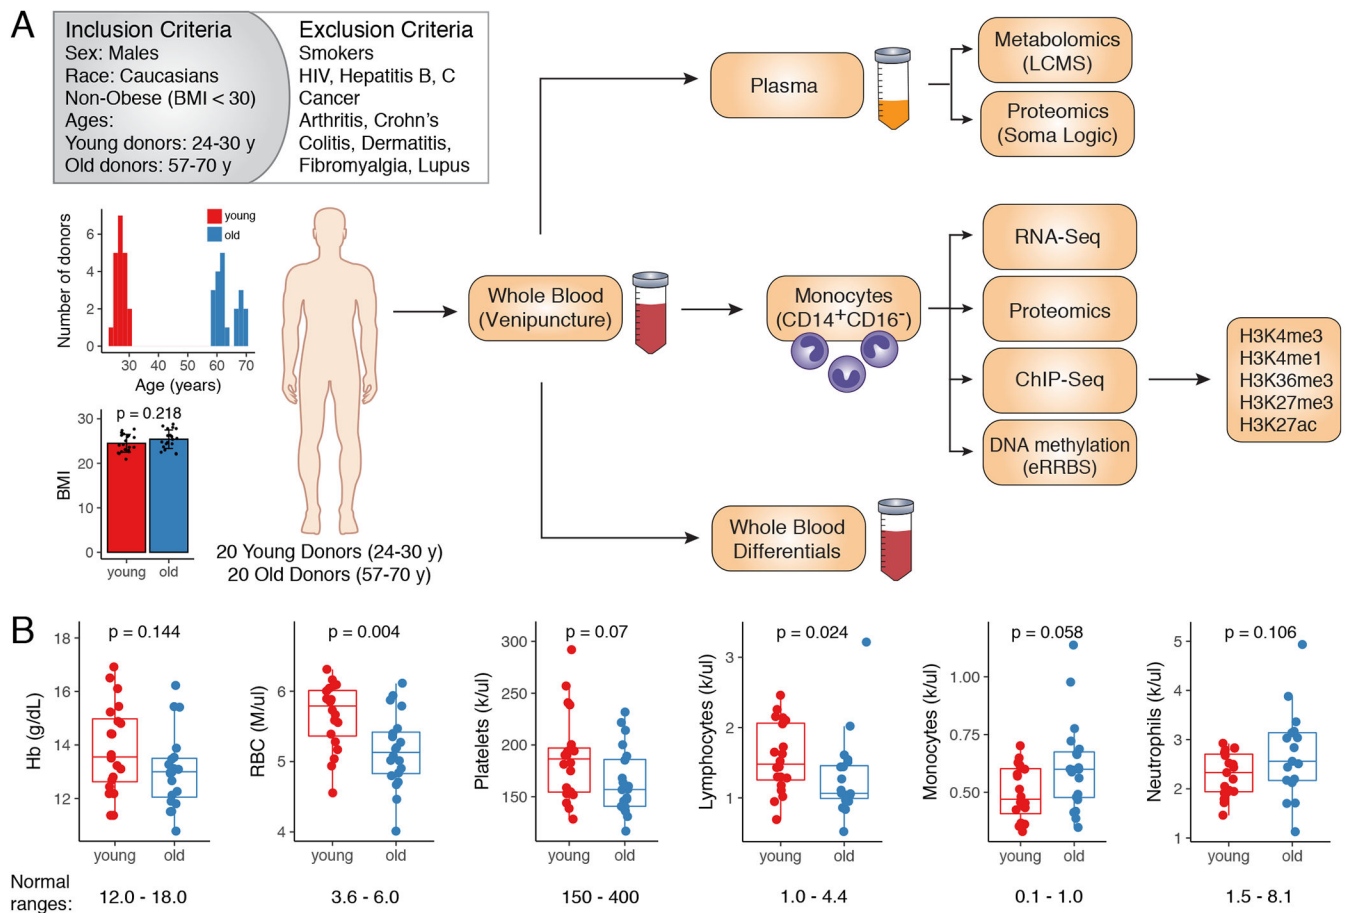 A
Inclusion Criteria
Sex: Males
Race: Caucasians
Non-Obese (BMI < 30)
Ages:
Young donors: 24-30 y
Old donors: 57-70 y
Exclusion Criteria
Smokers
HIV, Hepatitis B, C
Cancer
Arthritis, Crohn's
Colitis, Dermatitis,
Fibromyalgia, Lupus
Number of donors
6
4
2
0
30 40 50 60 70
Age (years)
young
old
BMI
30
20
10
0
p = 0.218
young old
20 Young Donors (24-30 y)
20 Old Donors (57-70 y)
Whole Blood
(Venipuncture)
Plasma
Metabolomics
(LCMS)
Proteomics
(Soma Logic)
Monocytes
(CD14+CD16-)
RNA-Seq
Proteomics
ChIP-Seq
DNA methylation
(eRRBS)
H3K4me3
H3K4me1
H3K36me3
H3K27me3
H3K27ac
Whole Blood
Differentials
B
Hb (g/dL)
18
16
14
12
p = 0.144
young old
RBC (M/ul)
6
5
4
p = 0.004
young old
Platelets (k/ul)
300
250
200
150
p = 0.07
young old
Lymphocytes (k/ul)
3
2
1
p = 0.024
young old
Monocytes (k/ul)
1.00
0.75
0.50
p = 0.058
young old
Neutrophils (k/ul)
5
4
3
2
1
p = 0.106
young old
Normal
ranges:
12.0 - 18.0
3.6 - 6.0
150 - 400
1.0 - 4.4
0.1 - 1.0
1.5 - 8.1